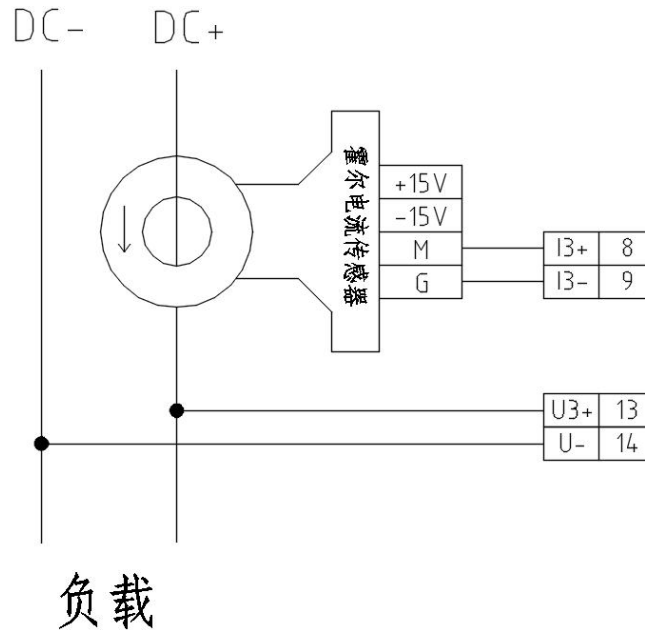 DC- DC+
霍尔电流传感器
+15V
-15V
M
G
I3+ 8
I3- 9
U3+ 13
U- 14
负载